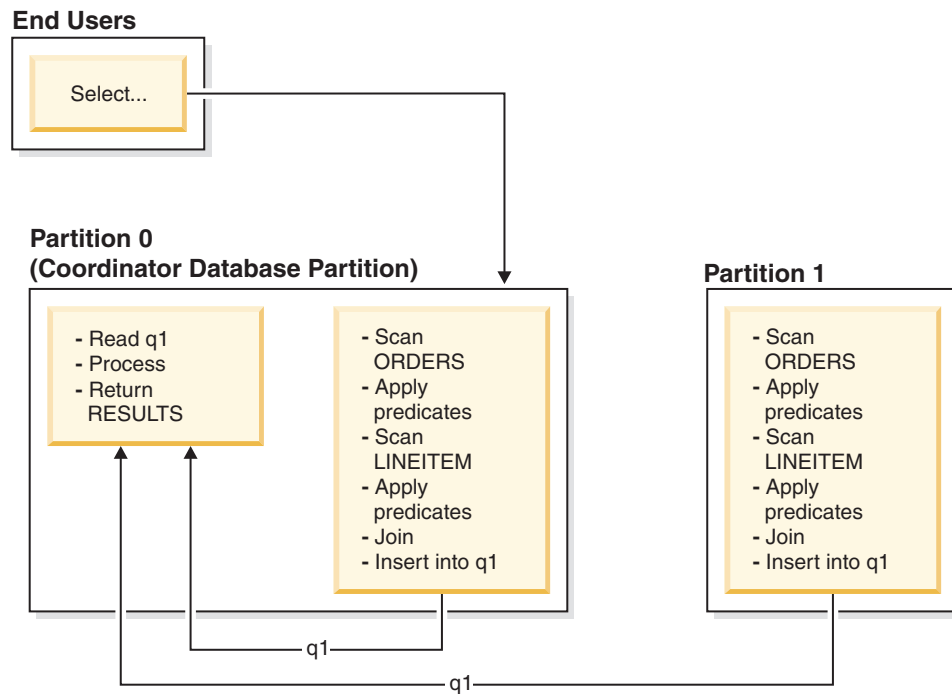 End Users
Select...
Partition 0
(Coordinator Database Partition)
- Read q1
- Process
- Return
RESULTS
- Scan
ORDERS
- Apply
predicates
- Scan
LINEITEM
- Apply
predicates
- Join
- Insert into q1
Partition 1
- Scan
ORDERS
- Apply
predicates
- Scan
LINEITEM
- Apply
predicates
- Join
- Insert into q1
q1
q1